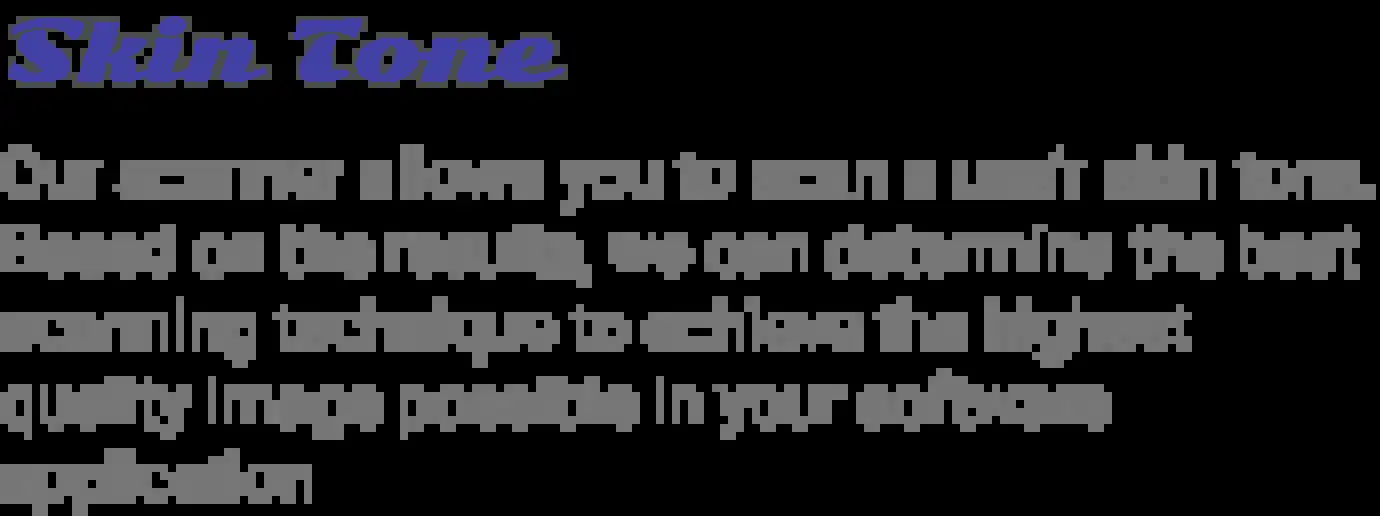 Skin Tone
Our scanner allows you to scan a user's skin tone.
Based on the results, we can determine the best
scanning technique to achieve the highest
quality image possible in your software
application